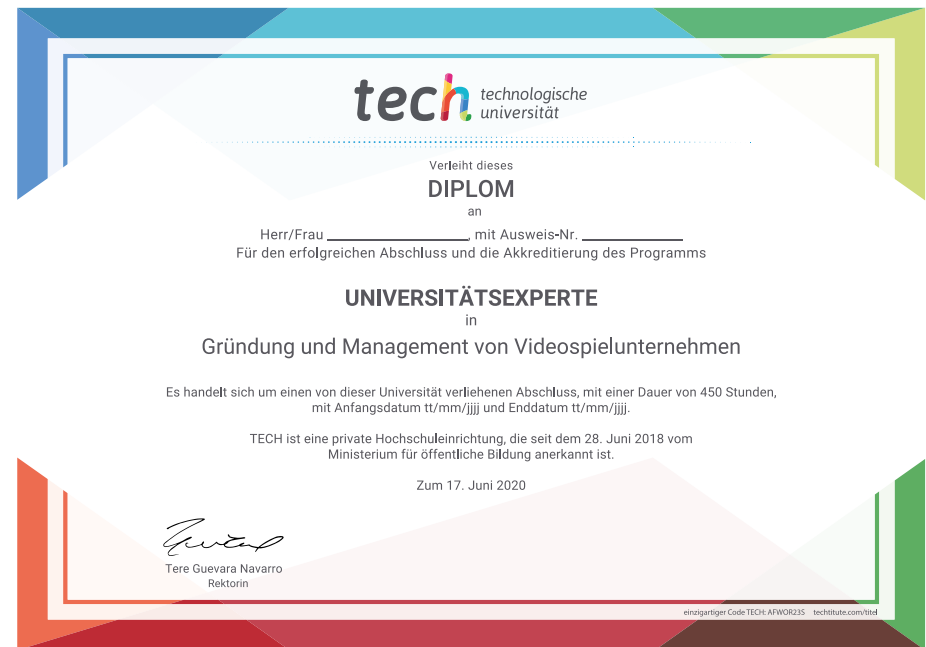 tech technologische
universität
Verleiht dieses
DIPLOM
an
Herr/Frau ____________________, mit Ausweis-Nr. ______________
Für den erfolgreichen Abschluss und die Akkreditierung des Programms
UNIVERSITÄTSEXPERTE
in
Gründung und Management von Videospielunternehmen
Es handelt sich um einen von dieser Universität verliehenen Abschluss, mit einer Dauer von 450 Stunden,
mit Anfangsdatum tt/mm/jjjj und Enddatum tt/mm/jjjj.
TECH ist eine private Hochschuleinrichtung, die seit dem 28. Juni 2018 vom
Ministerium für öffentliche Bildung anerkannt ist.
Zum 17. Juni 2020
Tere Guevara Navarro
Rektorin
einzigartiger Code TECH: AFWOR23S techtitute.com/titel